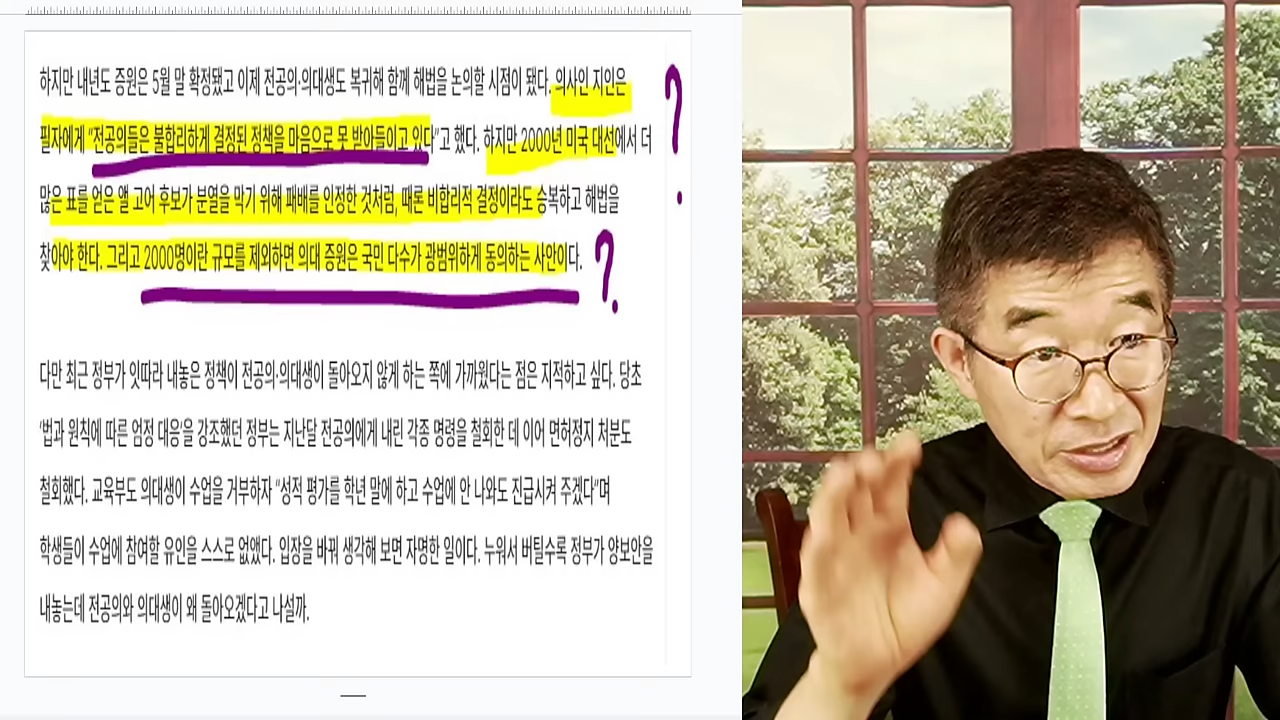 하지만 내년도 증원은 5월 말 확정됐고 이제 전공의·의대생도 복귀해 함께 해법을 논의할 시점이 됐다. 의사인 지인은
필자에게 “전공의들은 불합리하게 결정된 정책을 마음으로 못 받아들이고 있다”고 했다. 하지만 2000년 미국 대선에서 더
많은 표를 얻은 앨 고어 후보가 분열을 막기 위해 패배를 인정한 것처럼, 때론 비합리적 결정이라도 승복하고 해법을
찾아야 한다. 그리고 2000명이란 규모를 제외하면 의대 증원은 국민 다수가 광범위하게 동의하는 사안이다.
?
?
다만 최근 정부가 잇따라 내놓은 정책이 전공의·의대생이 돌아오지 않게 하는 쪽에 가까웠다는 점은 지적하고 싶다. 당초
‘법과 원칙에 따른 엄정 대응’을 강조했던 정부는 지난달 전공의에게 내린 각종 명령을 철회한 데 이어 면허정지 처분도
철회했다. 교육부도 의대생이 수업을 거부하자 “성적 평가를 학년 말에 하고 수업에 안 나와도 진급시켜 주겠다”며
학생들이 수업에 참여할 유인을 스스로 없앴다. 입장을 바꿔 생각해 보면 자명한 일이다. 누워서 버틸수록 정부가 양보안을
내놓는데 전공의와 의대생이 왜 돌아오겠다고 나설까.